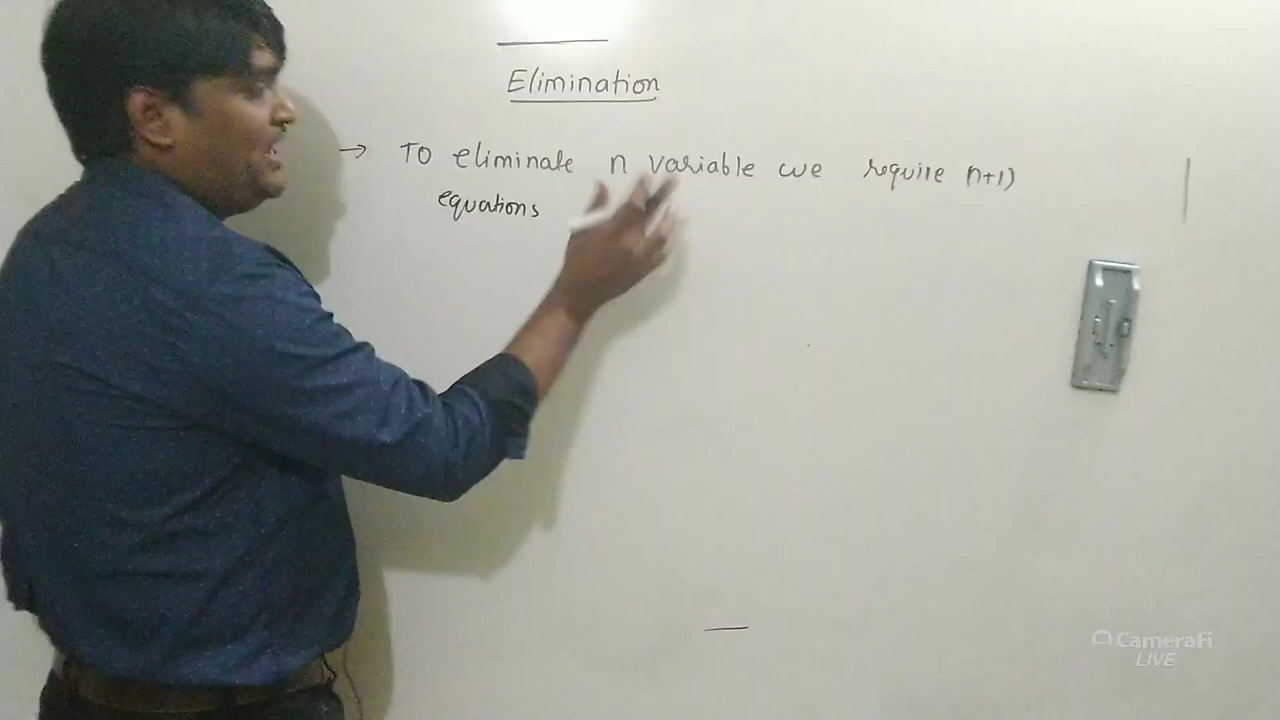 Elimination
→ To eliminate n variable we require n+1)
equations
CameraFi
LIVE